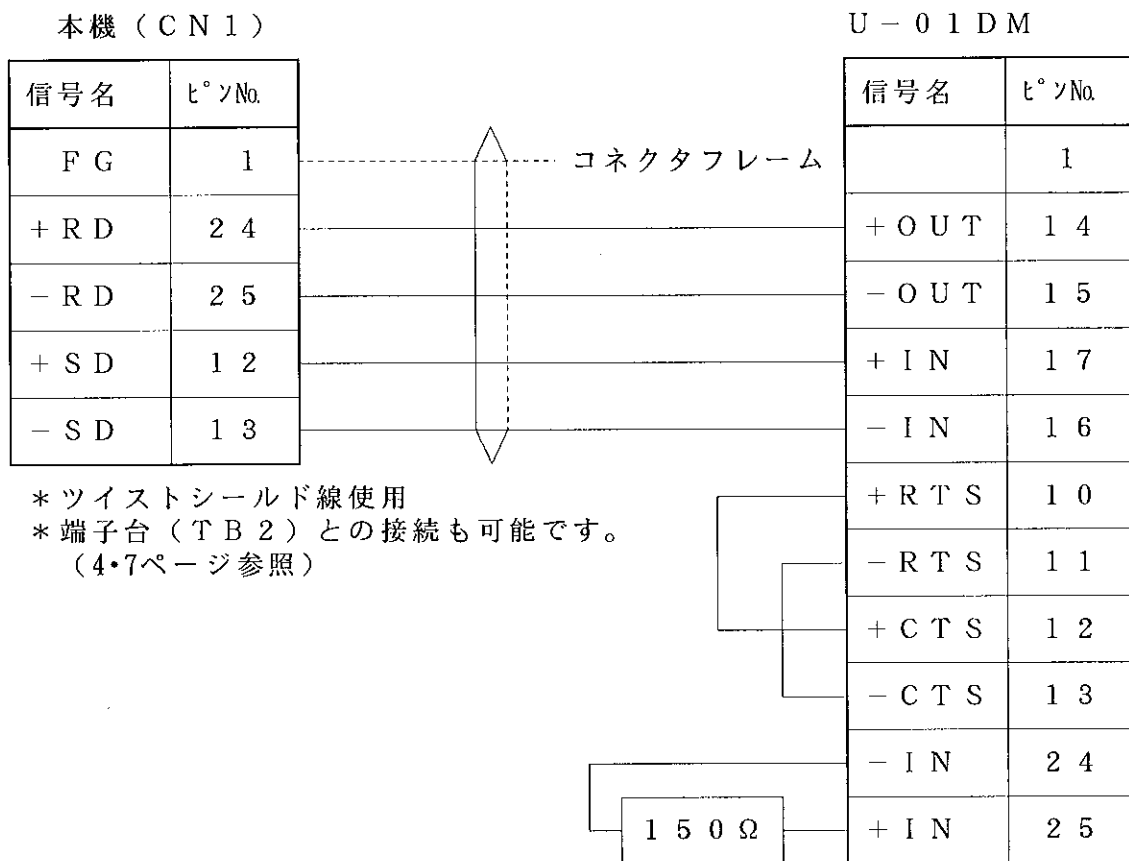 本機（CN1）
信号名 ﾋﾟﾝNo.
FG 1
+RD 24
−RD 25
+SD 12
−SD 13
コネクタフレーム
U−01DM
信号名 ﾋﾟﾝNo.
1
+OUT 14
−OUT 15
+IN 17
−IN 16
+RTS 10
−RTS 11
+CTS 12
−CTS 13
−IN 24
+IN 25
150Ω
＊ツイストシールド線使用
＊端子台（TB2）との接続も可能です。
（4•7ページ参照）